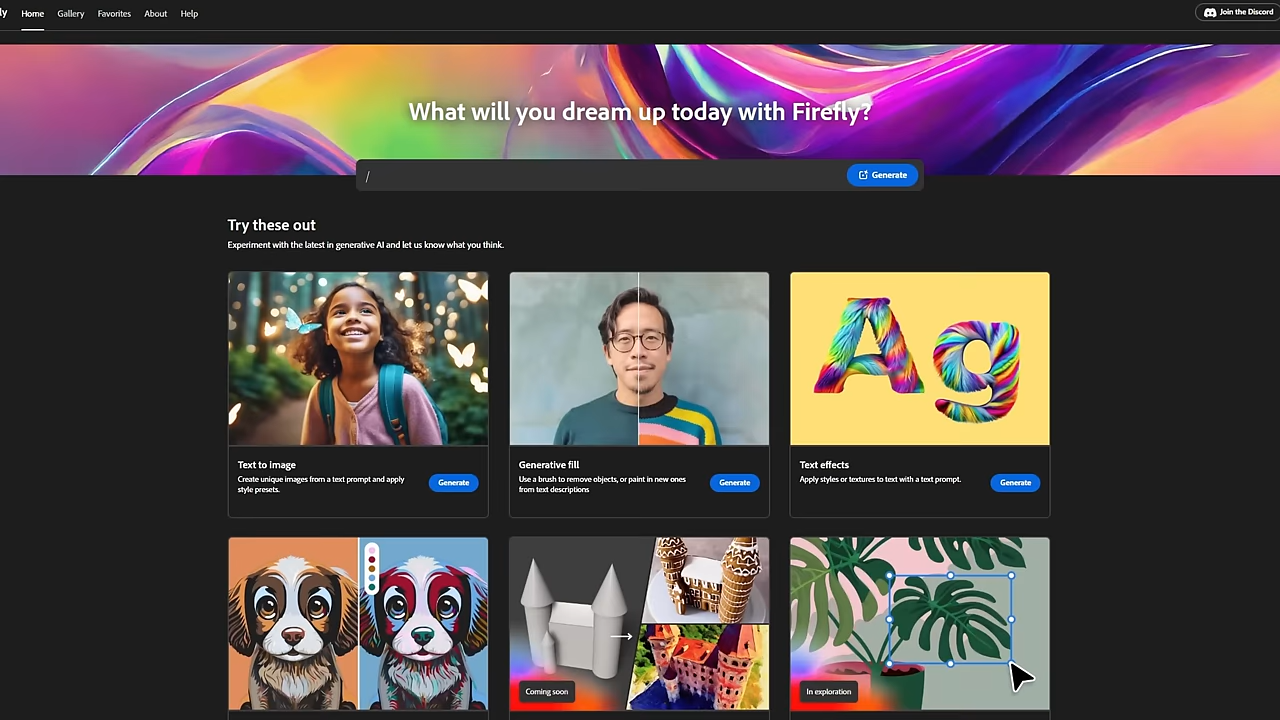 ly Home Gallery Favorites About Help Join the Discord
What will you dream up today with Firefly?
/ Generate
Try these out
Experiment with the latest in generative AI and let us know what you think.
Text to image
Create unique images from a text prompt and apply
style presets.
Generate
Generative fill
Use a brush to remove objects, or paint in new ones
from text descriptions
Generate
Ag
Text effects
Apply styles or textures to text with a text prompt.
Generate
Coming soon
In exploration